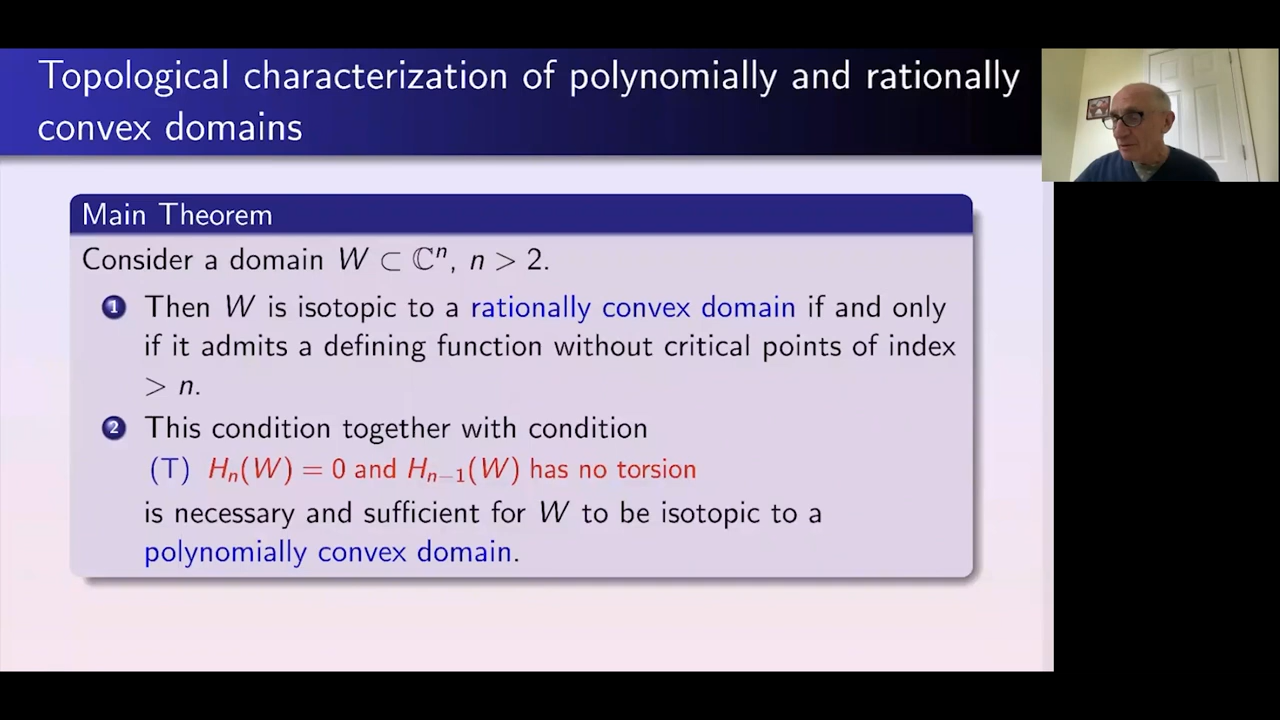 Topological characterization of polynomially and rationally
convex domains
Main Theorem
Consider a domain W ⊂ ℂⁿ, n > 2.
1 Then W is isotopic to a rationally convex domain if and only
if it admits a defining function without critical points of index
> n.
2 This condition together with condition
(T) Hₙ(W) = 0 and Hₙ₋₁(W) has no torsion
is necessary and sufficient for W to be isotopic to a
polynomially convex domain.